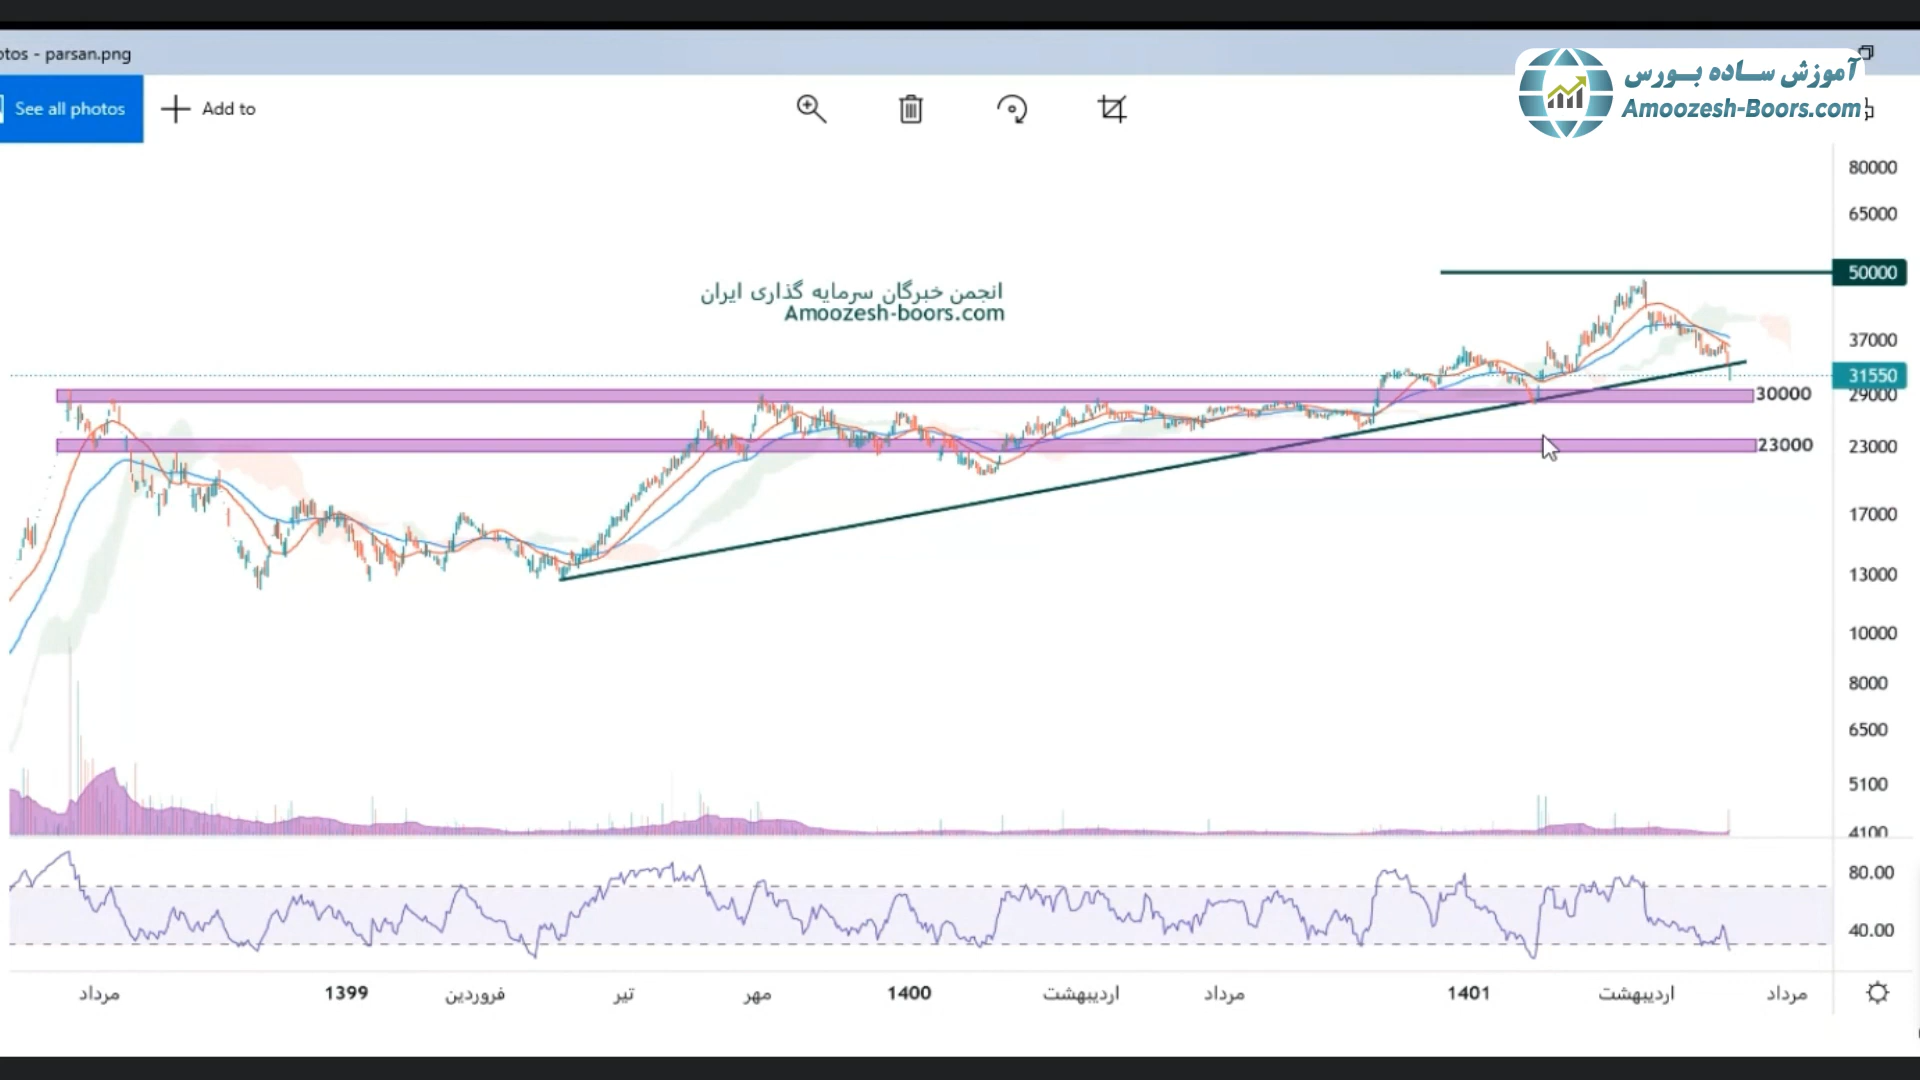 otos - parsan.png
See all photos
Add to
آموزش ساده بورس
Amoozesh-Boors.com
80000
65000
50000
انجمن خبرگان سرمایه گذاری ایران
Amoozesh-boors.com
37000
31550
30000
29000
23000
23000
17000
13000
10000
8000
6500
5100
4100
80.00
40.00
مرداد
1399
فروردین
تیر
مهر
1400
اردیبهشت
مرداد
1401
اردیبهشت
مرداد